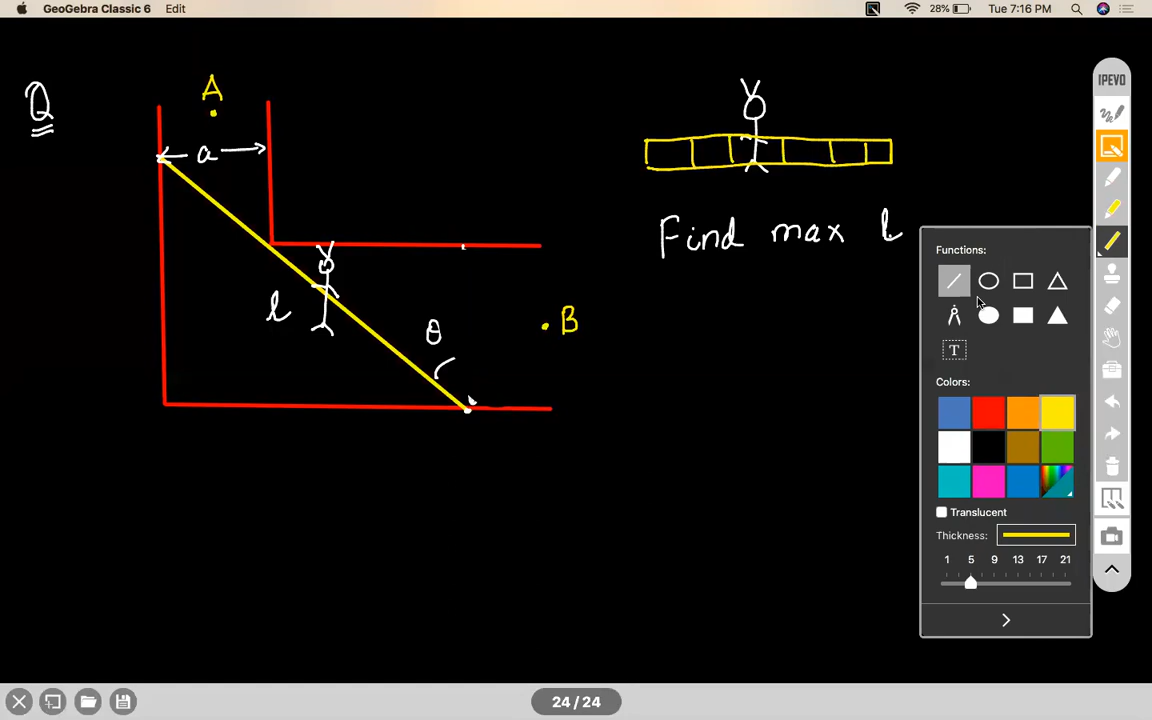 GeoGebra Classic 6 Edit 28% Tue 7:16 PM
Q
A
a
l
θ
B
Find max l
IPEVO
Functions:
T
Colors:
Translucent
Thickness:
1 5 9 13 17 21
24 / 24